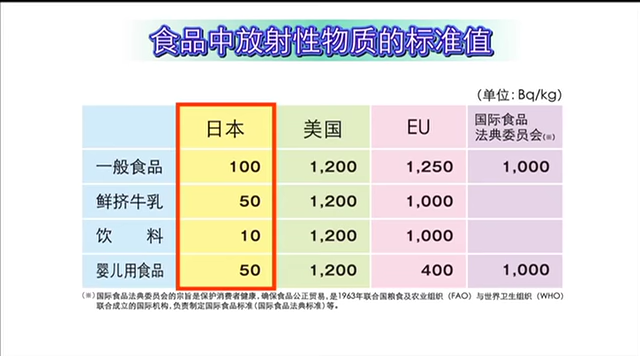 食品中放射性物质的标准值
(单位: Bq/kg)
日本 美国 EU 国际食品法典委员会(※)
一般食品 100 1,200 1,250 1,000
鲜挤牛乳 50 1,200 1,000
饮 料 10 1,200 1,000
婴儿用食品 50 1,200 400 1,000
(※)国际食品法典委员会的宗旨是保护消费者健康,确保食品公正贸易,是1963年联合国粮食及农业组织(FAO)与世界卫生组织(WHO)
联合成立的国际机构,负责制定国际食品标准(国际食品法典标准)等。